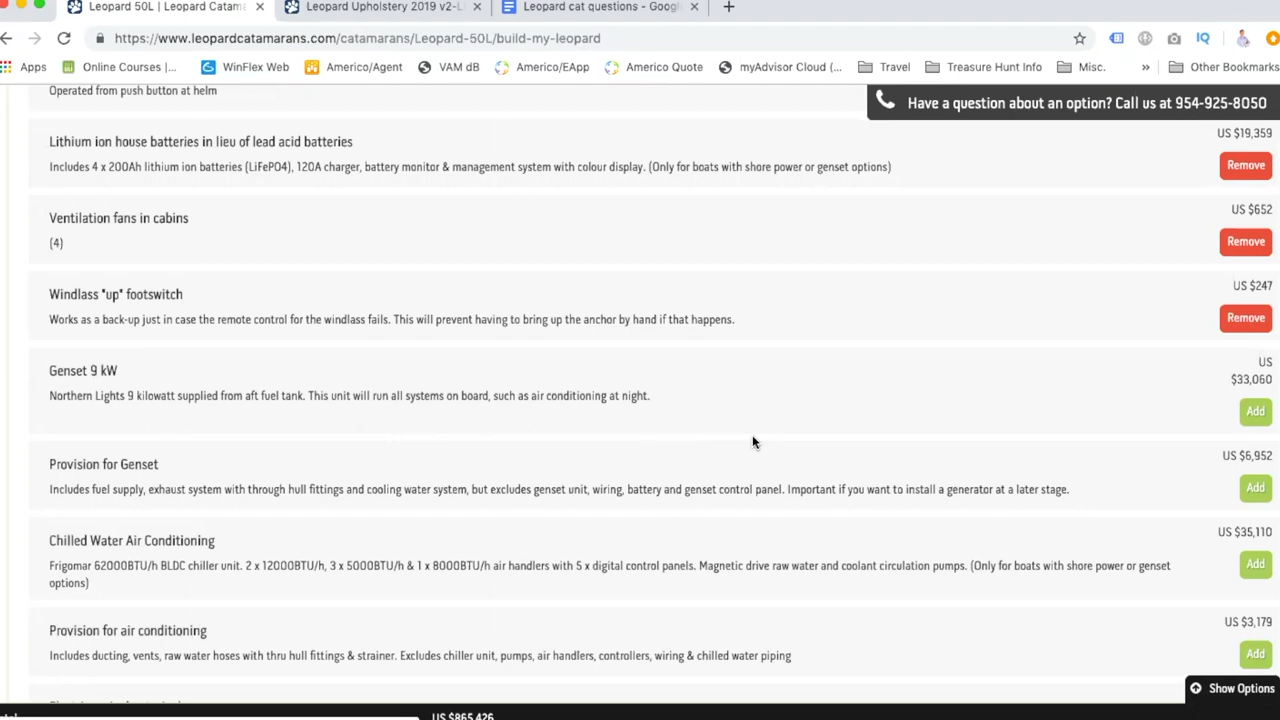 Leopard 50L | Leopard Catama
Leopard Upholstery 2019 v2-L
Leopard cat questions - Google
https://www.leopardcatamarans.com/catamarans/Leopard-50L/build-my-leopard
IQ
Apps
Online Courses |...
WinFlex Web
Americo/Agent
VAM dB
Americo/EApp
Americo Quote
myAdvisor Cloud (...
Travel
Treasure Hunt Info
Misc.
»
Other Bookmarks
Operated from push button at helm
Have a question about an option? Call us at 954-925-8050
Lithium ion house batteries in lieu of lead acid batteries
US $19,359
Includes 4 x 200Ah lithium ion batteries (LiFePO4), 120A charger, battery monitor & management system with colour display. (Only for boats with shore power or genset options)
Remove
Ventilation fans in cabins
US $652
(4)
Remove
Windlass "up" footswitch
US $247
Works as a back-up just in case the remote control for the windlass fails. This will prevent having to bring up the anchor by hand if that happens.
Remove
Genset 9 kW
US
$33,060
Northern Lights 9 kilowatt supplied from aft fuel tank. This unit will run all systems on board, such as air conditioning at night.
Add
Provision for Genset
US $6,952
Includes fuel supply, exhaust system with through hull fittings and cooling water system, but excludes genset unit, wiring, battery and genset control panel. Important if you want to install a generator at a later stage.
Add
Chilled Water Air Conditioning
US $35,110
Frigomar 62000BTU/h BLDC chiller unit. 2 x 12000BTU/h, 3 x 5000BTU/h & 1 x 8000BTU/h air handlers with 5 x digital control panels. Magnetic drive raw water and coolant circulation pumps. (Only for boats with shore power or genset
options)
Add
Provision for air conditioning
US $3,179
Includes ducting, vents, raw water hoses with thru hull fittings & strainer. Excludes chiller unit, pumps, air handlers, controllers, wiring & chilled water piping
Add
Show Options
US $865,426